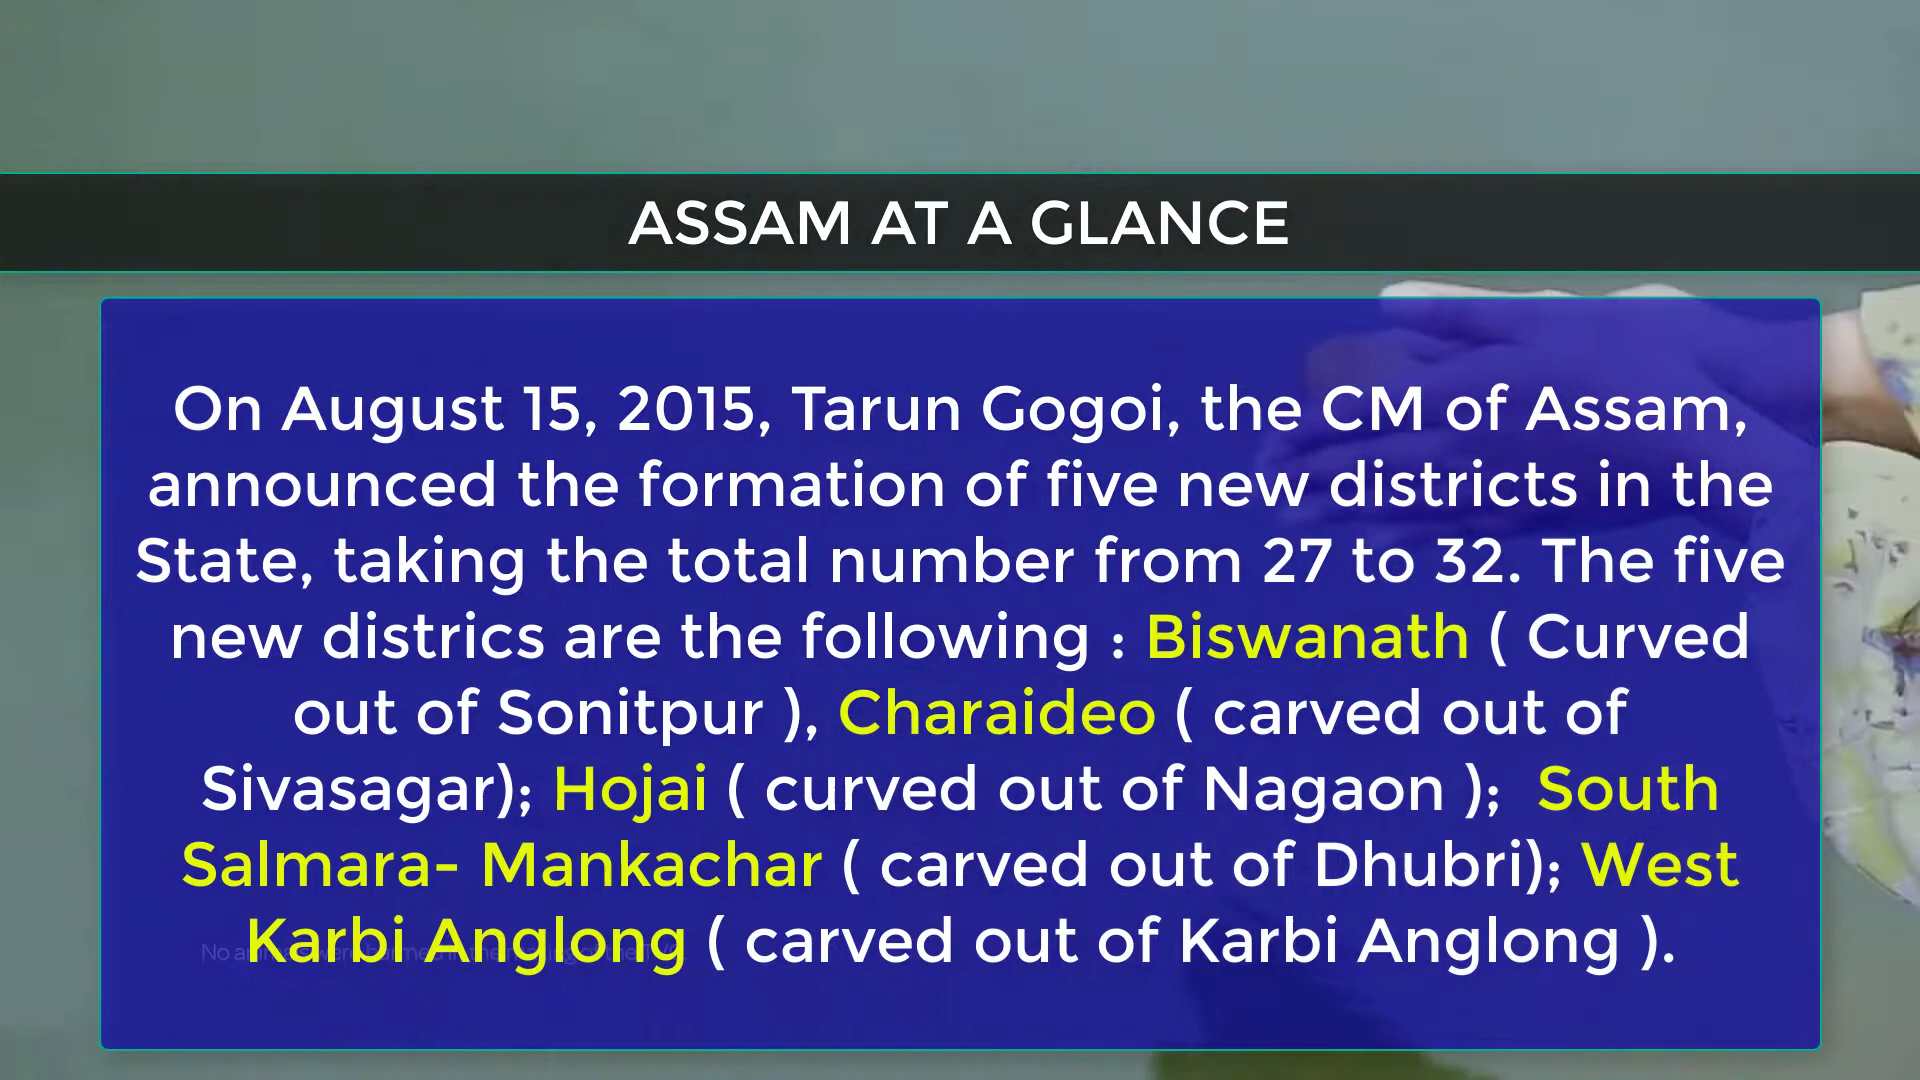 ASSAM AT A GLANCE
On August 15, 2015, Tarun Gogoi, the CM of Assam,
announced the formation of five new districts in the
State, taking the total number from 27 to 32. The five
new districs are the following : Biswanath ( Curved
out of Sonitpur ), Charaideo ( carved out of
Sivasagar); Hojai ( curved out of Nagaon );  South
Salmara- Mankachar ( carved out of Dhubri); West
Karbi Anglong ( carved out of Karbi Anglong ).